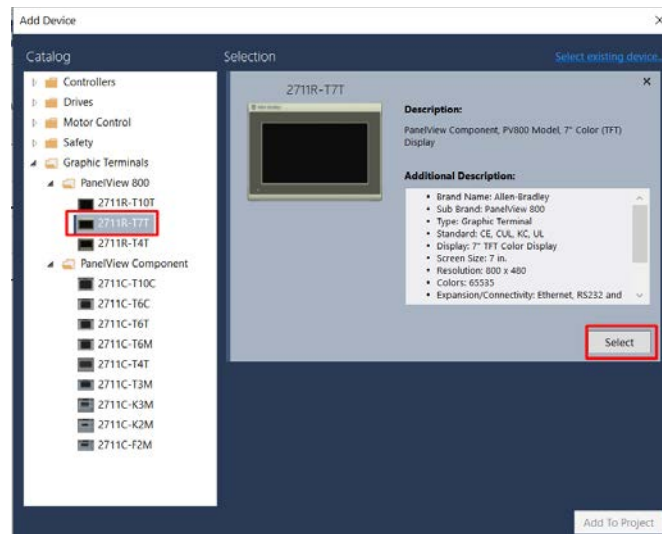 Add Device
Catalog
Selection
Select existing device..
Controllers
Drives
Motor Control
Safety
Graphic Terminals
PanelView 800
2711R-T10T
2711R-T7T
2711R-T4T
PanelView Component
2711C-T10C
2711C-T6C
2711C-T6T
2711C-T6M
2711C-T4T
2711C-T3M
2711C-K3M
2711C-K2M
2711C-F2M
2711R-T7T
Description:
PanelView Component, PV800 Model, 7" Color (TFT)
Display
Additional Description:
• Brand Name: Allen-Bradley
• Sub Brand: PanelView 800
• Type: Graphic Terminal
• Standard: CE, CUL, KC, UL
• Display: 7" TFT Color Display
• Screen Size: 7 in.
• Resolution: 800 x 480
• Colors: 65535
• Expansion/Connectivity: Ethernet, RS232 and
Select
Add To Project